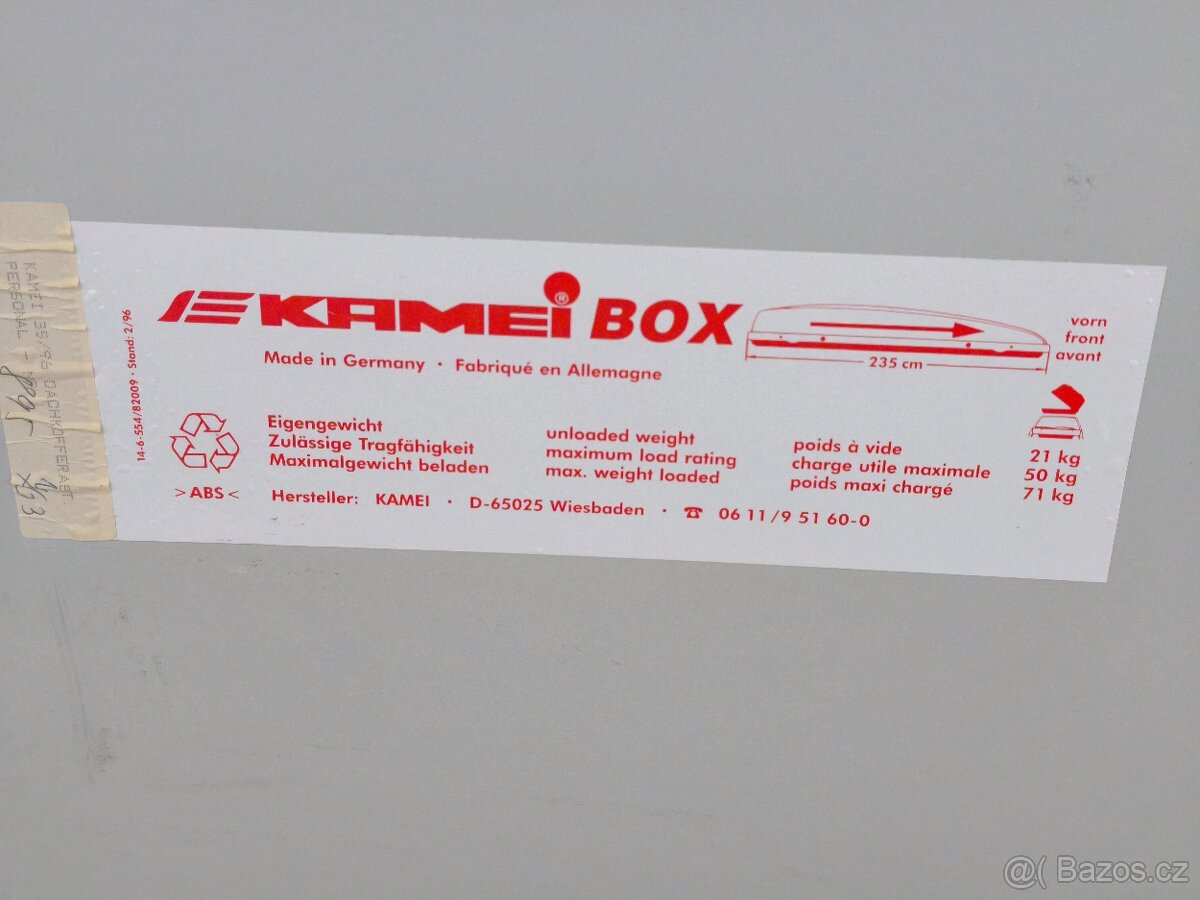 KAMEI BOX
Made in Germany · Fabriqué en Allemagne
235 cm
vorn
front
avant
14-6-554/82009 · Stand: 2/96
>ABS<
Eigengewicht unloaded weight poids à vide 21 kg
Zulässige Tragfähigkeit maximum load rating charge utile maximale 50 kg
Maximalgewicht beladen max. weight loaded poids maxi chargé 71 kg
Hersteller: KAMEI · D-65025 Wiesbaden · ☎ 06 11/9 51 60-0
KAMEI
PERSONAL -
@( Bazos.cz